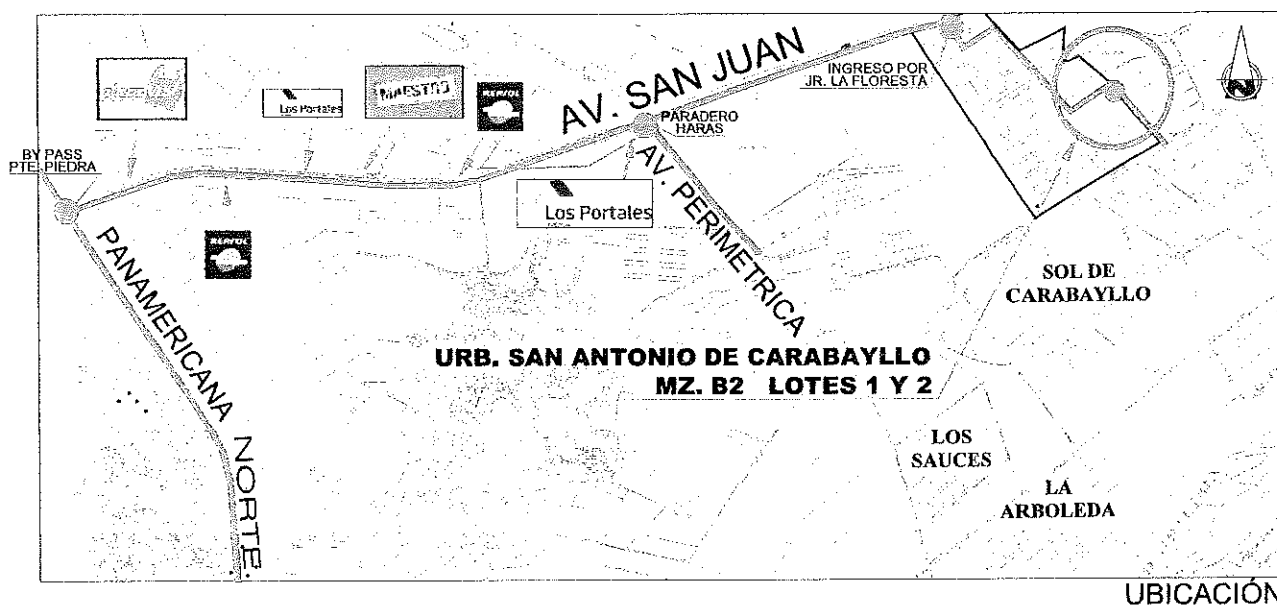 AV. SAN JUAN
INGRESO POR
JR. LA FLORESTA
MAESTRO
Los Portales
REPSOL
PARADERO
HARAS
BY PASS
PTE. PIEDRA
Los Portales
AV. PERIMETRICA
REPSOL
PANAMERICANA NORTE
SOL DE
CARABAYLLO
URB. SAN ANTONIO DE CARABAYLLO
MZ. B2 LOTES 1 Y 2
LOS
SAUCES
LA
ARBOLEDA
N
UBICACIÓN